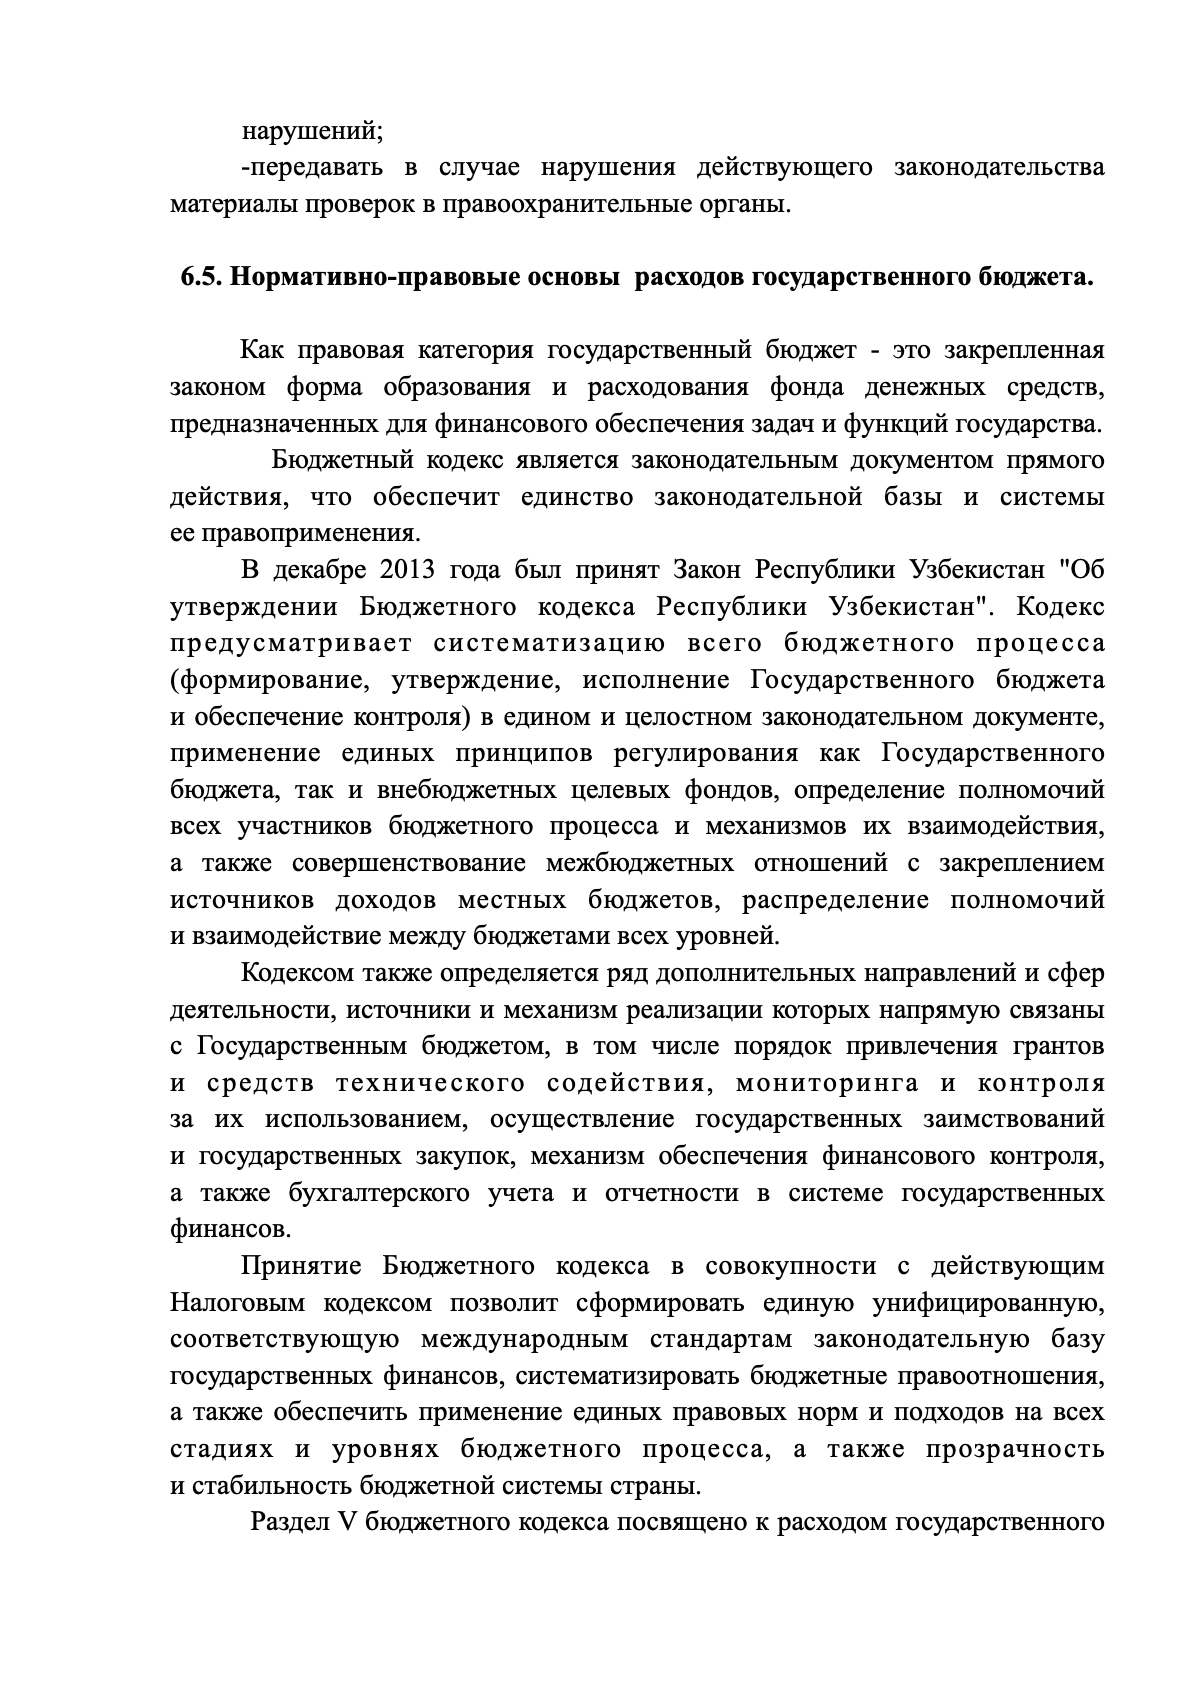 нарушений;
-передавать в случае нарушения действующего законодательства
материалы проверок в правоохранительные органы.
6.5. Нормативно-правовые основы  расходов государственного бюджета.
Как правовая категория государственный бюджет - это закрепленная
законом форма образования и расходования фонда денежных средств,
предназначенных для финансового обеспечения задач и функций государства.
Бюджетный кодекс является законодательным документом прямого
действия, что обеспечит единство законодательной базы и системы
ее правоприменения.
В декабре 2013 года был принят Закон Республики Узбекистан "Об
утверждении Бюджетного кодекса Республики Узбекистан". Кодекс
предусматривает систематизацию всего бюджетного процесса
(формирование, утверждение, исполнение Государственного бюджета
и обеспечение контроля) в едином и целостном законодательном документе,
применение единых принципов регулирования как Государственного
бюджета, так и внебюджетных целевых фондов, определение полномочий
всех участников бюджетного процесса и механизмов их взаимодействия,
а также совершенствование межбюджетных отношений с закреплением
источников доходов местных бюджетов, распределение полномочий
и взаимодействие между бюджетами всех уровней.
Кодексом также определяется ряд дополнительных направлений и сфер
деятельности, источники и механизм реализации которых напрямую связаны
с Государственным бюджетом, в том числе порядок привлечения грантов
и средств технического содействия, мониторинга и контроля
за их использованием, осуществление государственных заимствований
и государственных закупок, механизм обеспечения финансового контроля,
а также бухгалтерского учета и отчетности в системе государственных
финансов.
Принятие Бюджетного кодекса в совокупности с действующим
Налоговым кодексом позволит сформировать единую унифицированную,
соответствующую международным стандартам законодательную базу
государственных финансов, систематизировать бюджетные правоотношения,
а также обеспечить применение единых правовых норм и подходов на всех
стадиях и уровнях бюджетного процесса, а также прозрачность
и стабильность бюджетной системы страны.
Раздел V бюджетного кодекса посвящено к расходом государственного